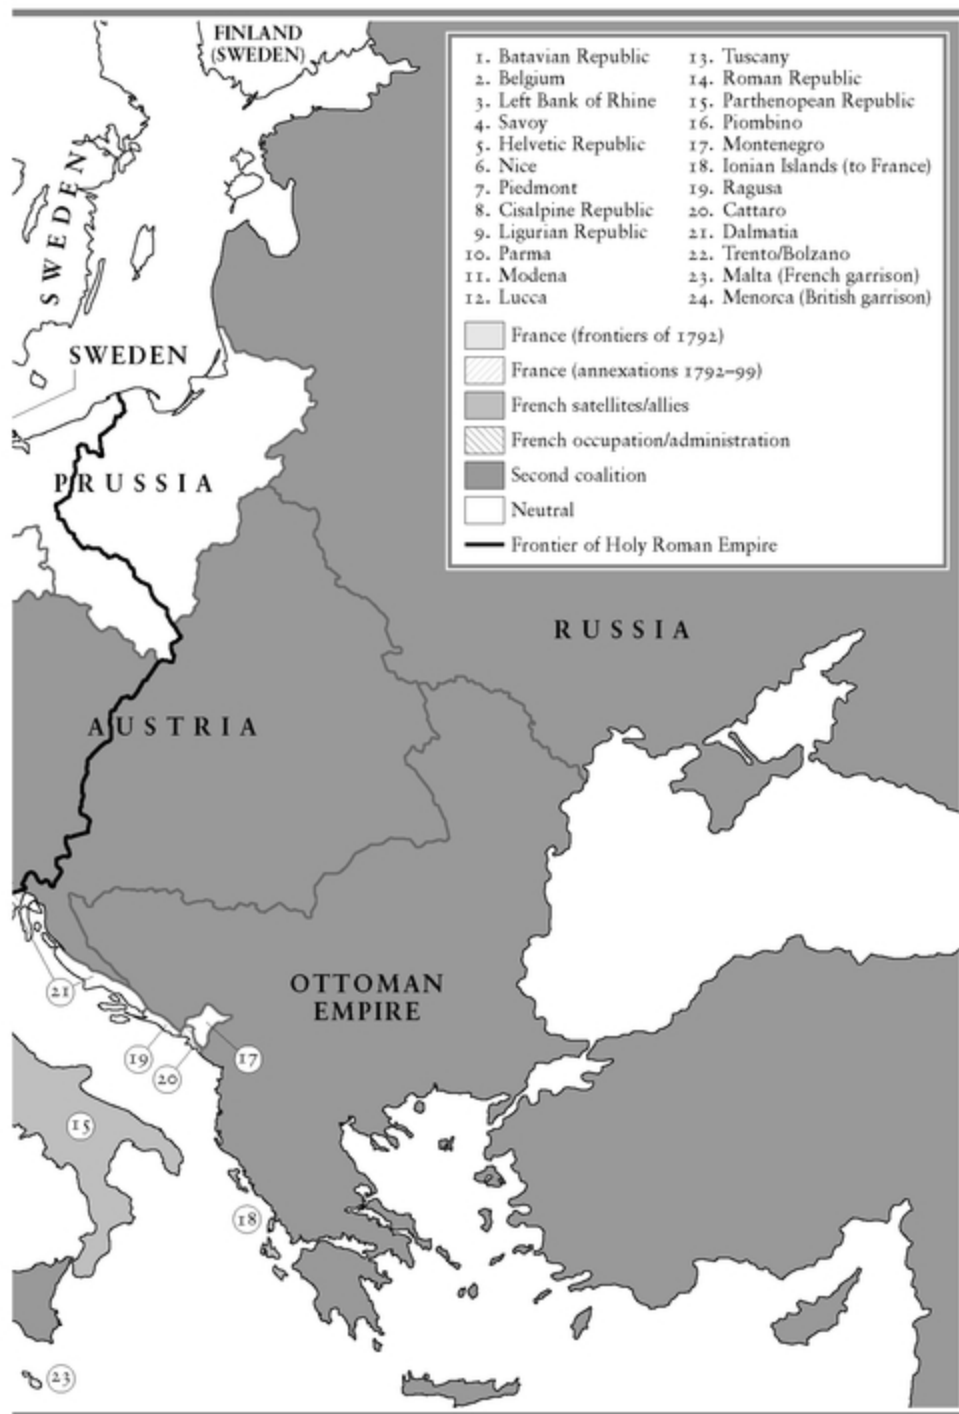 FINLAND
(SWEDEN)
SWEDEN
SWEDEN
PRUSSIA
AUSTRIA
RUSSIA
OTTOMAN
EMPIRE
21
19
20
17
15
18
23
1. Batavian Republic
2. Belgium
3. Left Bank of Rhine
4. Savoy
5. Helvetic Republic
6. Nice
7. Piedmont
8. Cisalpine Republic
9. Ligurian Republic
10. Parma
11. Modena
12. Lucca
13. Tuscany
14. Roman Republic
15. Parthenopean Republic
16. Piombino
17. Montenegro
18. Ionian Islands (to France)
19. Ragusa
20. Cattaro
21. Dalmatia
22. Trento/Bolzano
23. Malta (French garrison)
24. Menorca (British garrison)
France (frontiers of 1792)
France (annexations 1792–99)
French satellites/allies
French occupation/administration
Second coalition
Neutral
Frontier of Holy Roman Empire